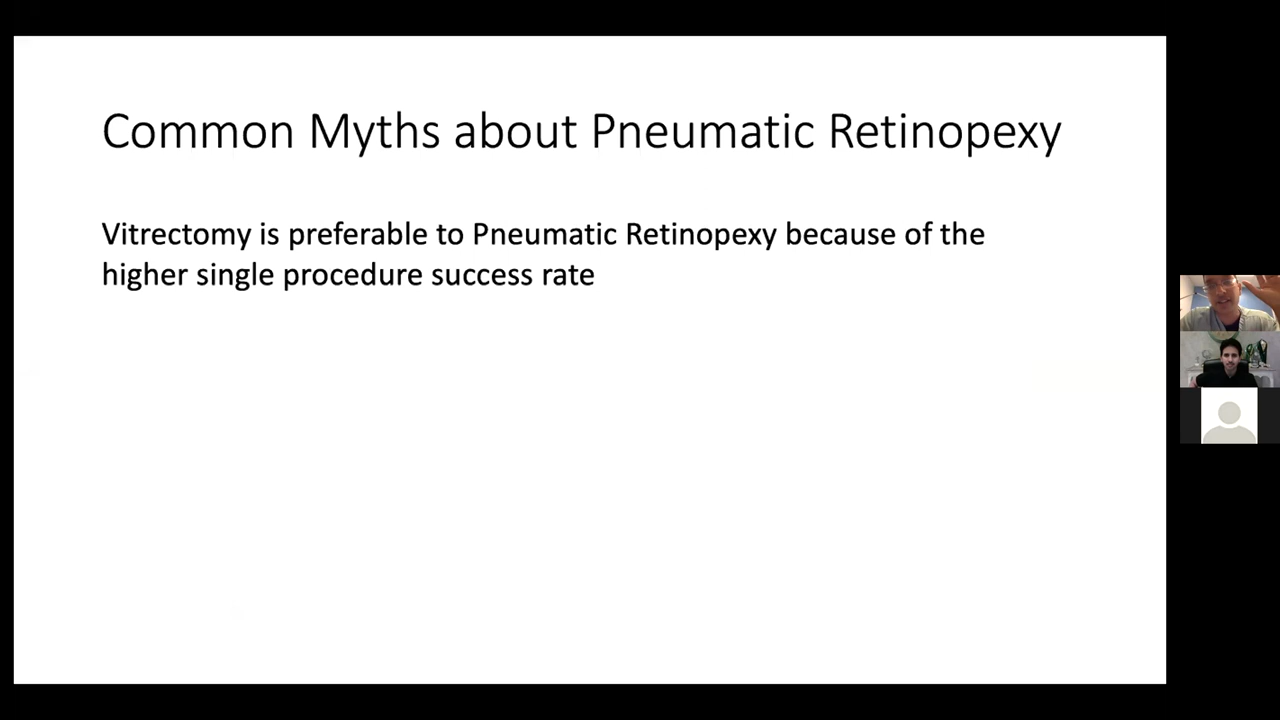 Common Myths about Pneumatic Retinopexy
Vitrectomy is preferable to Pneumatic Retinopexy because of the
higher single procedure success rate